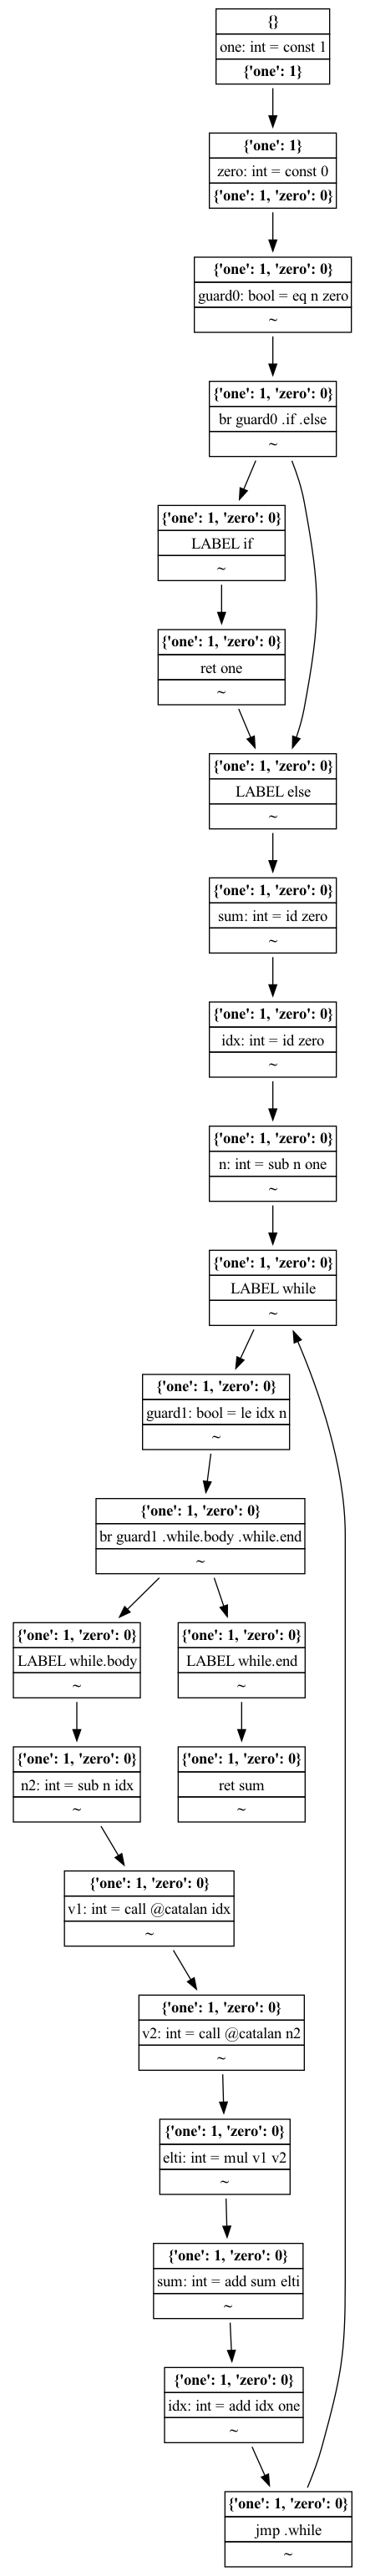 {}
one: int = const 1
{'one': 1}
{'one': 1}
zero: int = const 0
{'one': 1, 'zero': 0}
{'one': 1, 'zero': 0}
guard0: bool = eq n zero
~
{'one': 1, 'zero': 0}
br guard0 .if .else
~
{'one': 1, 'zero': 0}
LABEL if
~
{'one': 1, 'zero': 0}
ret one
~
{'one': 1, 'zero': 0}
LABEL else
~
{'one': 1, 'zero': 0}
sum: int = id zero
~
{'one': 1, 'zero': 0}
idx: int = id zero
~
{'one': 1, 'zero': 0}
n: int = sub n one
~
{'one': 1, 'zero': 0}
LABEL while
~
{'one': 1, 'zero': 0}
guard1: bool = le idx n
~
{'one': 1, 'zero': 0}
br guard1 .while.body .while.end
~
{'one': 1, 'zero': 0}
LABEL while.body
~
{'one': 1, 'zero': 0}
LABEL while.end
~
{'one': 1, 'zero': 0}
n2: int = sub n idx
~
{'one': 1, 'zero': 0}
ret sum
~
{'one': 1, 'zero': 0}
v1: int = call @catalan idx
~
{'one': 1, 'zero': 0}
v2: int = call @catalan n2
~
{'one': 1, 'zero': 0}
elti: int = mul v1 v2
~
{'one': 1, 'zero': 0}
sum: int = add sum elti
~
{'one': 1, 'zero': 0}
idx: int = add idx one
~
{'one': 1, 'zero': 0}
jmp .while
~